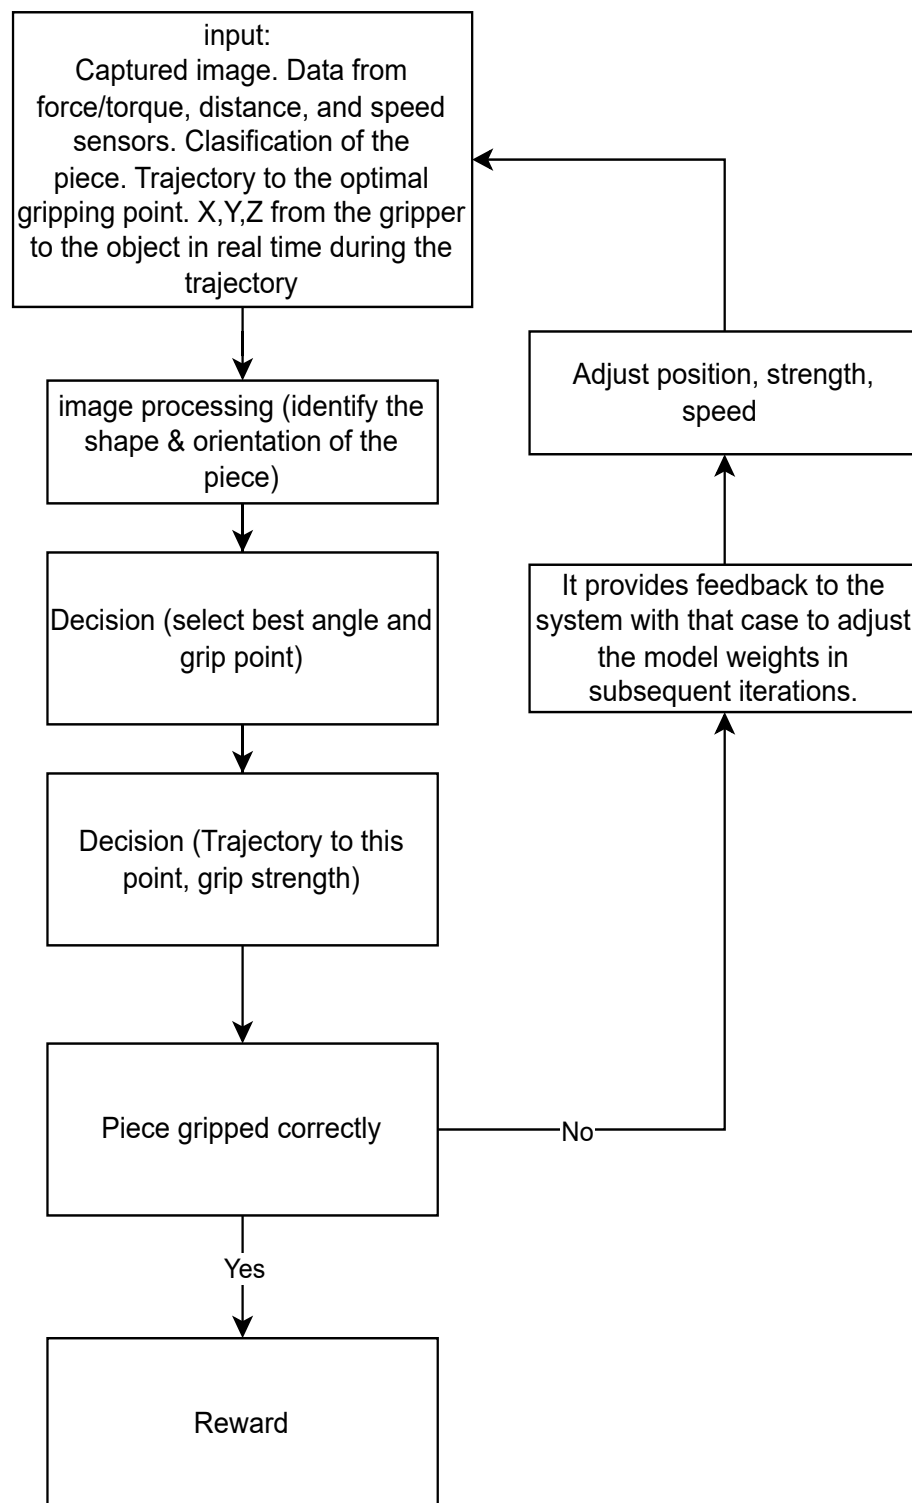 input:
Captured image. Data from
force/torque, distance, and speed
sensors. Clasification of the
piece. Trajectory to the optimal
gripping point. X,Y,Z from the gripper
to the object in real time during the
trajectory
image processing (identify the
shape & orientation of the
piece)
Decision (select best angle and
grip point)
Decision (Trajectory to this
point, grip strength)
Piece gripped correctly
No
Yes
Reward
It provides feedback to the
system with that case to adjust
the model weights in
subsequent iterations.
Adjust position, strength,
speed